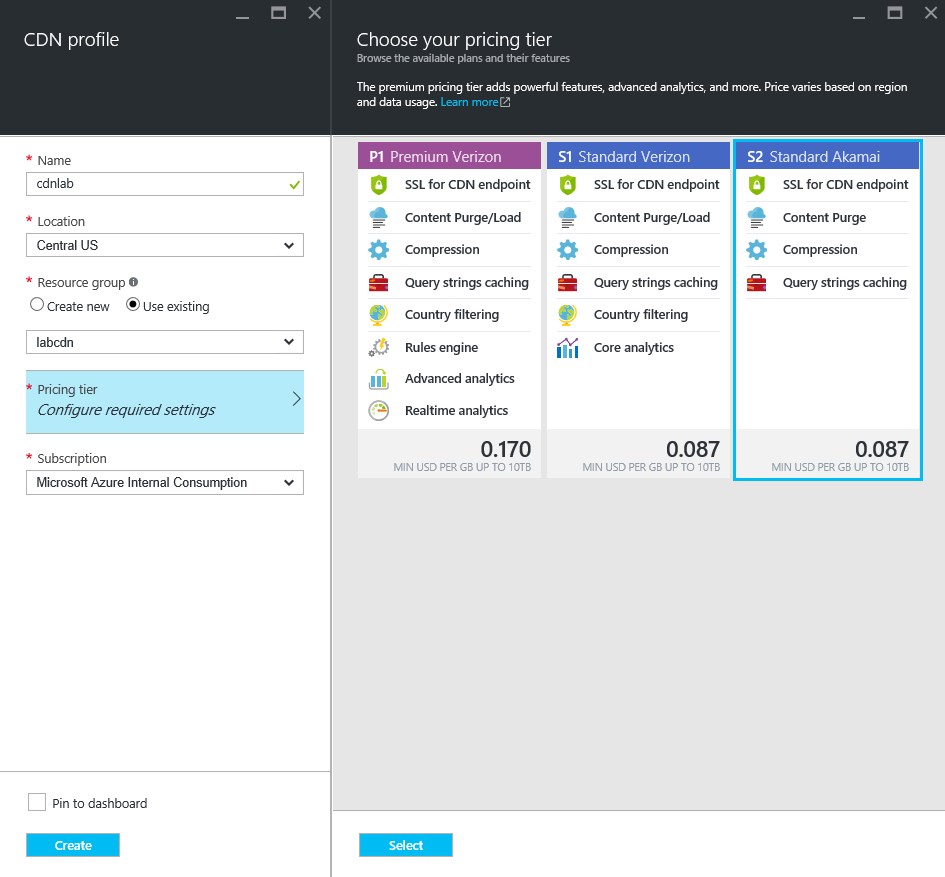 CDN profile
* Name
cdnlab
* Location
Central US
* Resource group
Create new Use existing
labcdn
* Pricing tier
Configure required settings
* Subscription
Microsoft Azure Internal Consumption
Pin to dashboard
Create
Choose your pricing tier
Browse the available plans and their features
The premium pricing tier adds powerful features, advanced analytics, and more. Price varies based on region
and data usage. Learn more
P1 Premium Verizon
SSL for CDN endpoint
Content Purge/Load
Compression
Query strings caching
Country filtering
Rules engine
Advanced analytics
Realtime analytics
0.170
MIN USD PER GB UP TO 10TB
S1 Standard Verizon
SSL for CDN endpoint
Content Purge/Load
Compression
Query strings caching
Country filtering
Core analytics
0.087
MIN USD PER GB UP TO 10TB
S2 Standard Akamai
SSL for CDN endpoint
Content Purge
Compression
Query strings caching
0.087
MIN USD PER GB UP TO 10TB
Select